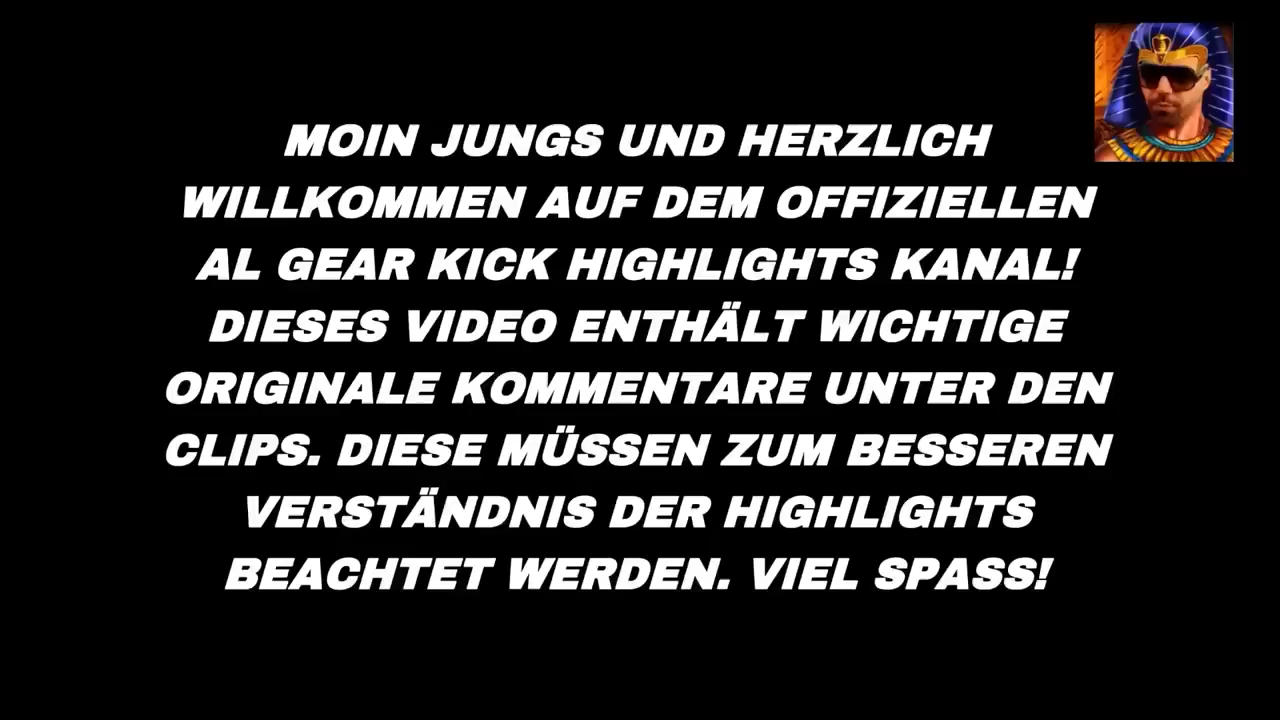 MOIN JUNGS UND HERZLICH
WILLKOMMEN AUF DEM OFFIZIELLEN
AL GEAR KICK HIGHLIGHTS KANAL!
DIESES VIDEO ENTHÄLT WICHTIGE
ORIGINALE KOMMENTARE UNTER DEN
CLIPS. DIESE MÜSSEN ZUM BESSEREN
VERSTÄNDNIS DER HIGHLIGHTS
BEACHTET WERDEN. VIEL SPASS!